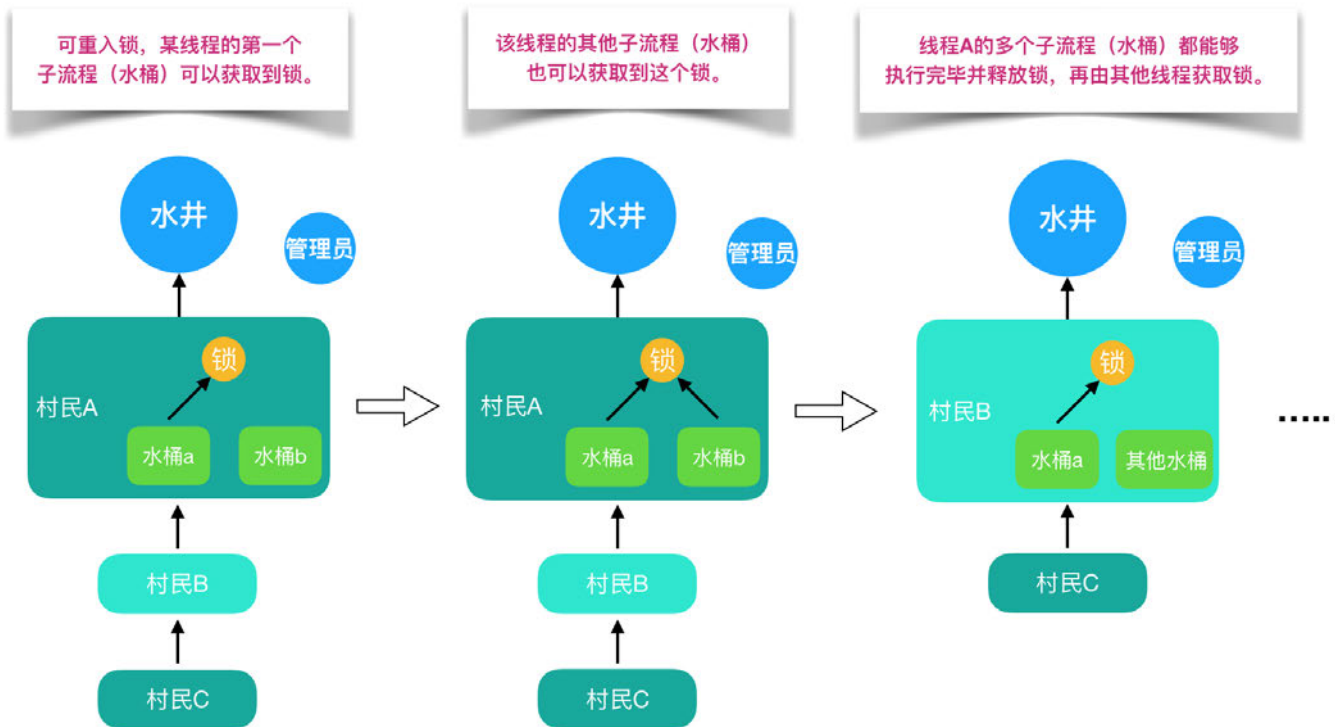 可重入锁，某线程的第一个
子流程（水桶）可以获取到锁。
该线程的其他子流程（水桶）
也可以获取到这个锁。
线程A的多个子流程（水桶）都能够
执行完毕并释放锁，再由其他线程获取锁。
水井
管理员
锁
村民A
水桶a
水桶b
村民B
村民C
水井
管理员
锁
村民A
水桶a
水桶b
村民B
村民C
水井
管理员
锁
村民B
水桶a
其他水桶
村民C
.....